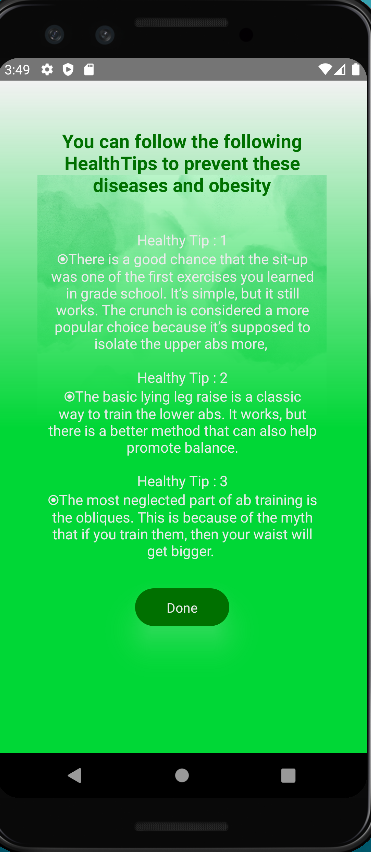 3:49
You can follow the following
HealthTips to prevent these
diseases and obesity
Healthy Tip : 1
⦿There is a good chance that the sit-up
was one of the first exercises you learned
in grade school. It's simple, but it still
works. The crunch is considered a more
popular choice because it's supposed to
isolate the upper abs more,
Healthy Tip : 2
⦿The basic lying leg raise is a classic
way to train the lower abs. It works, but
there is a better method that can also help
promote balance.
Healthy Tip : 3
⦿The most neglected part of ab training is
the obliques. This is because of the myth
that if you train them, then your waist will
get bigger.
Done